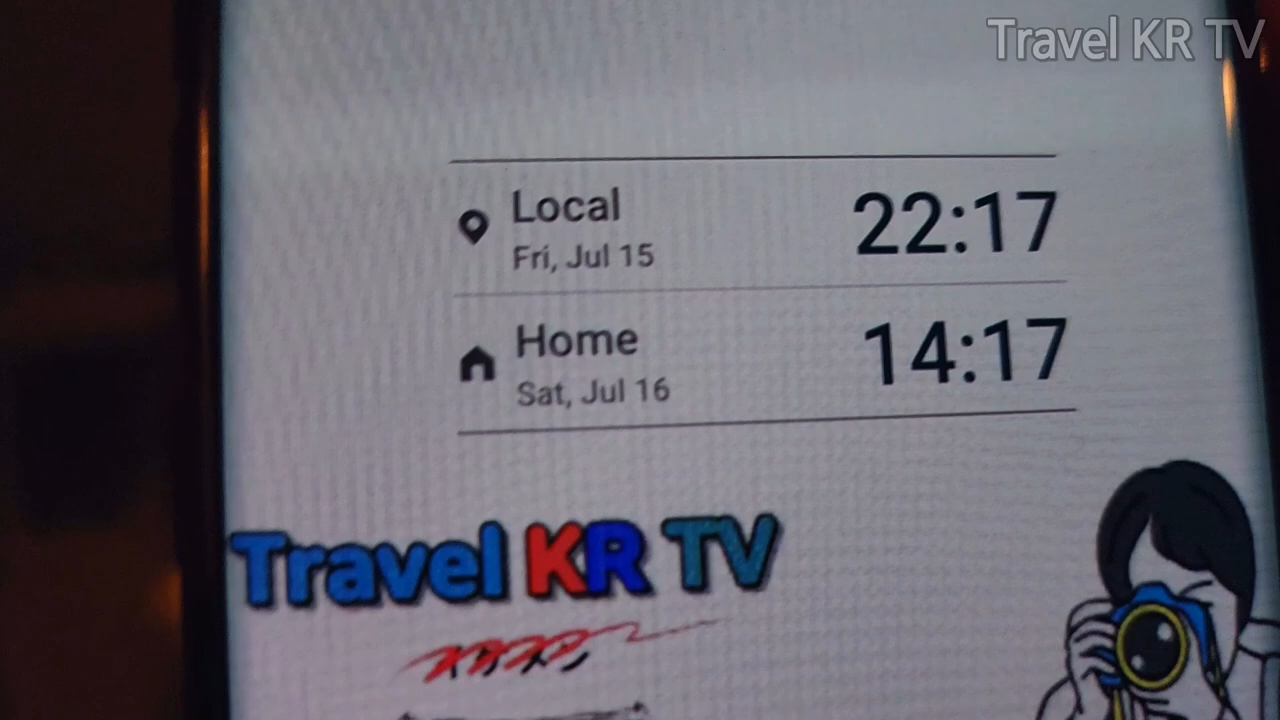 Travel KR TV
Local
22:17
Fri, Jul 15
Home
14:17
Sat, Jul 16
Travel KR TV